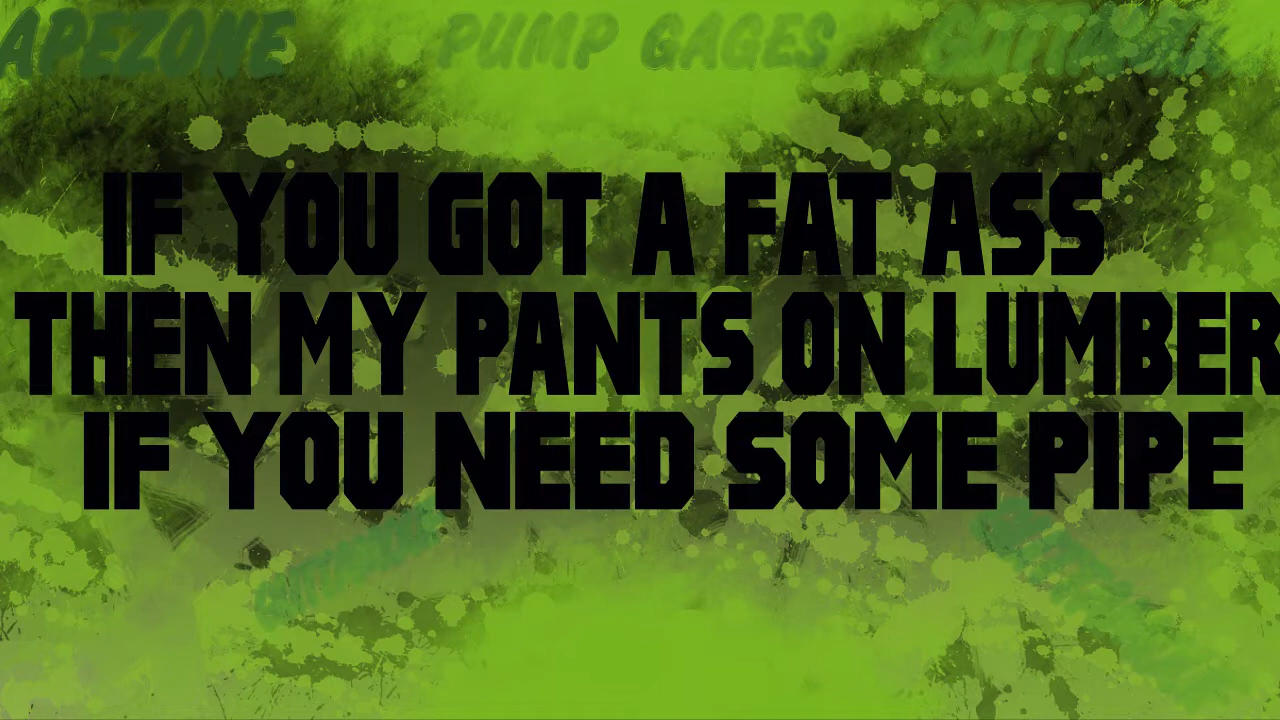 APEZONE PUMP GAGES
IF YOU GOT A FAT ASS
THEN MY PANTS ON LUMBER
IF YOU NEED SOME PIPE